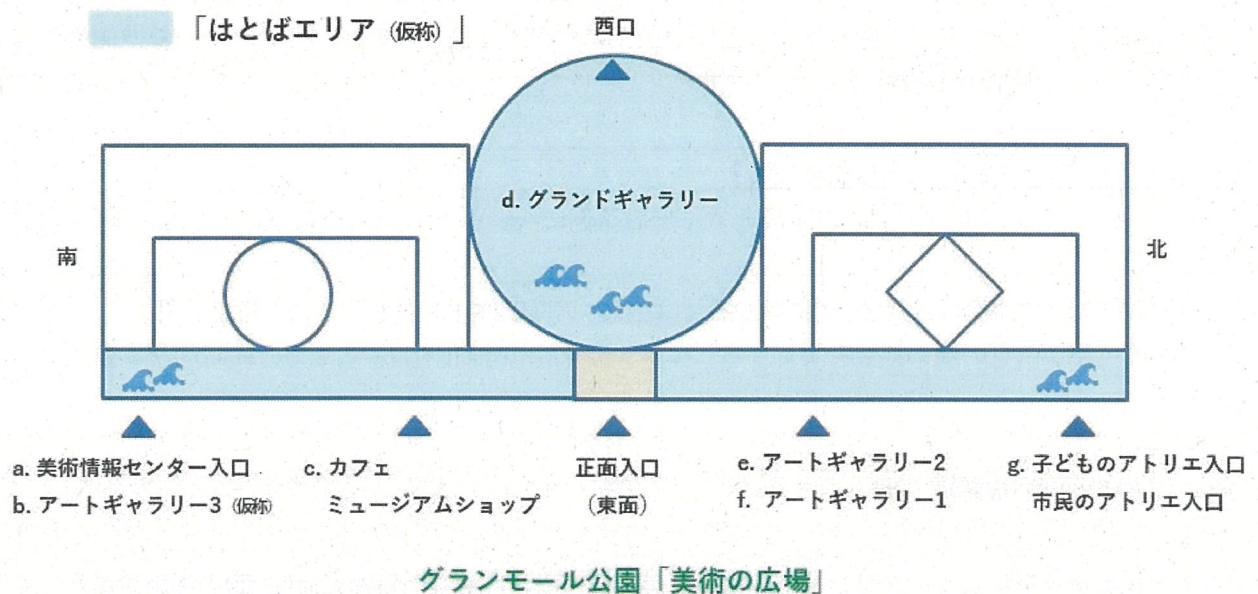 「はとばエリア（仮称）」
西口
d. グランドギャラリー
南
北
a. 美術情報センター入口
b. アートギャラリー3（仮称）
c. カフェ
ミュージアムショップ
正面入口
（東面）
e. アートギャラリー2
f. アートギャラリー1
g. 子どものアトリエ入口
市民のアトリエ入口
グランモール公園「美術の広場」